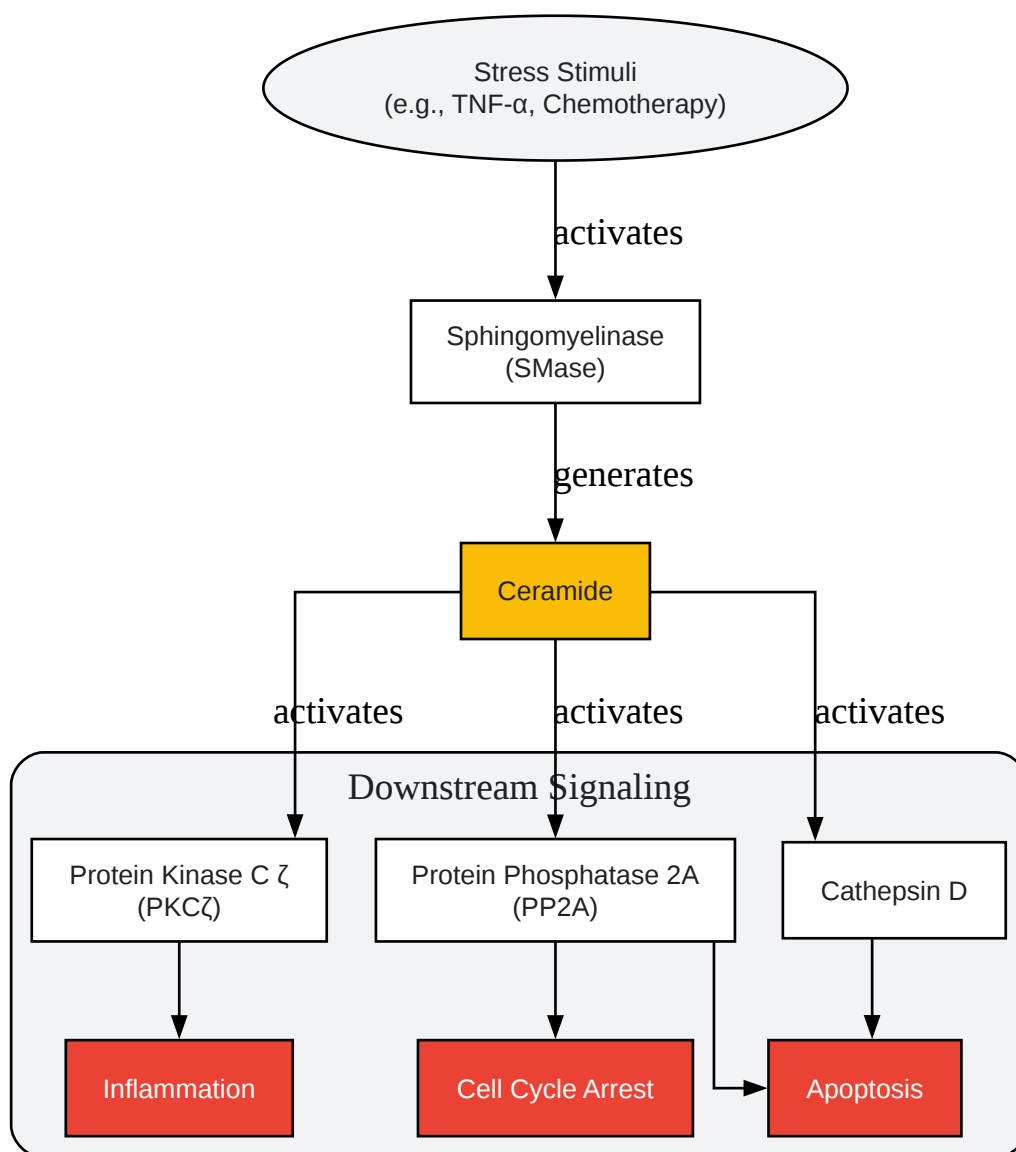 Stress Stimuli
(e.g., TNF-α, Chemotherapy)
activates
Sphingomyelinase
(SMase)
generates
Ceramide
activates
activates
activates
Downstream Signaling
Protein Kinase C ζ
(PKCζ)
Protein Phosphatase 2A
(PP2A)
Cathepsin D
Inflammation
Cell Cycle Arrest
Apoptosis